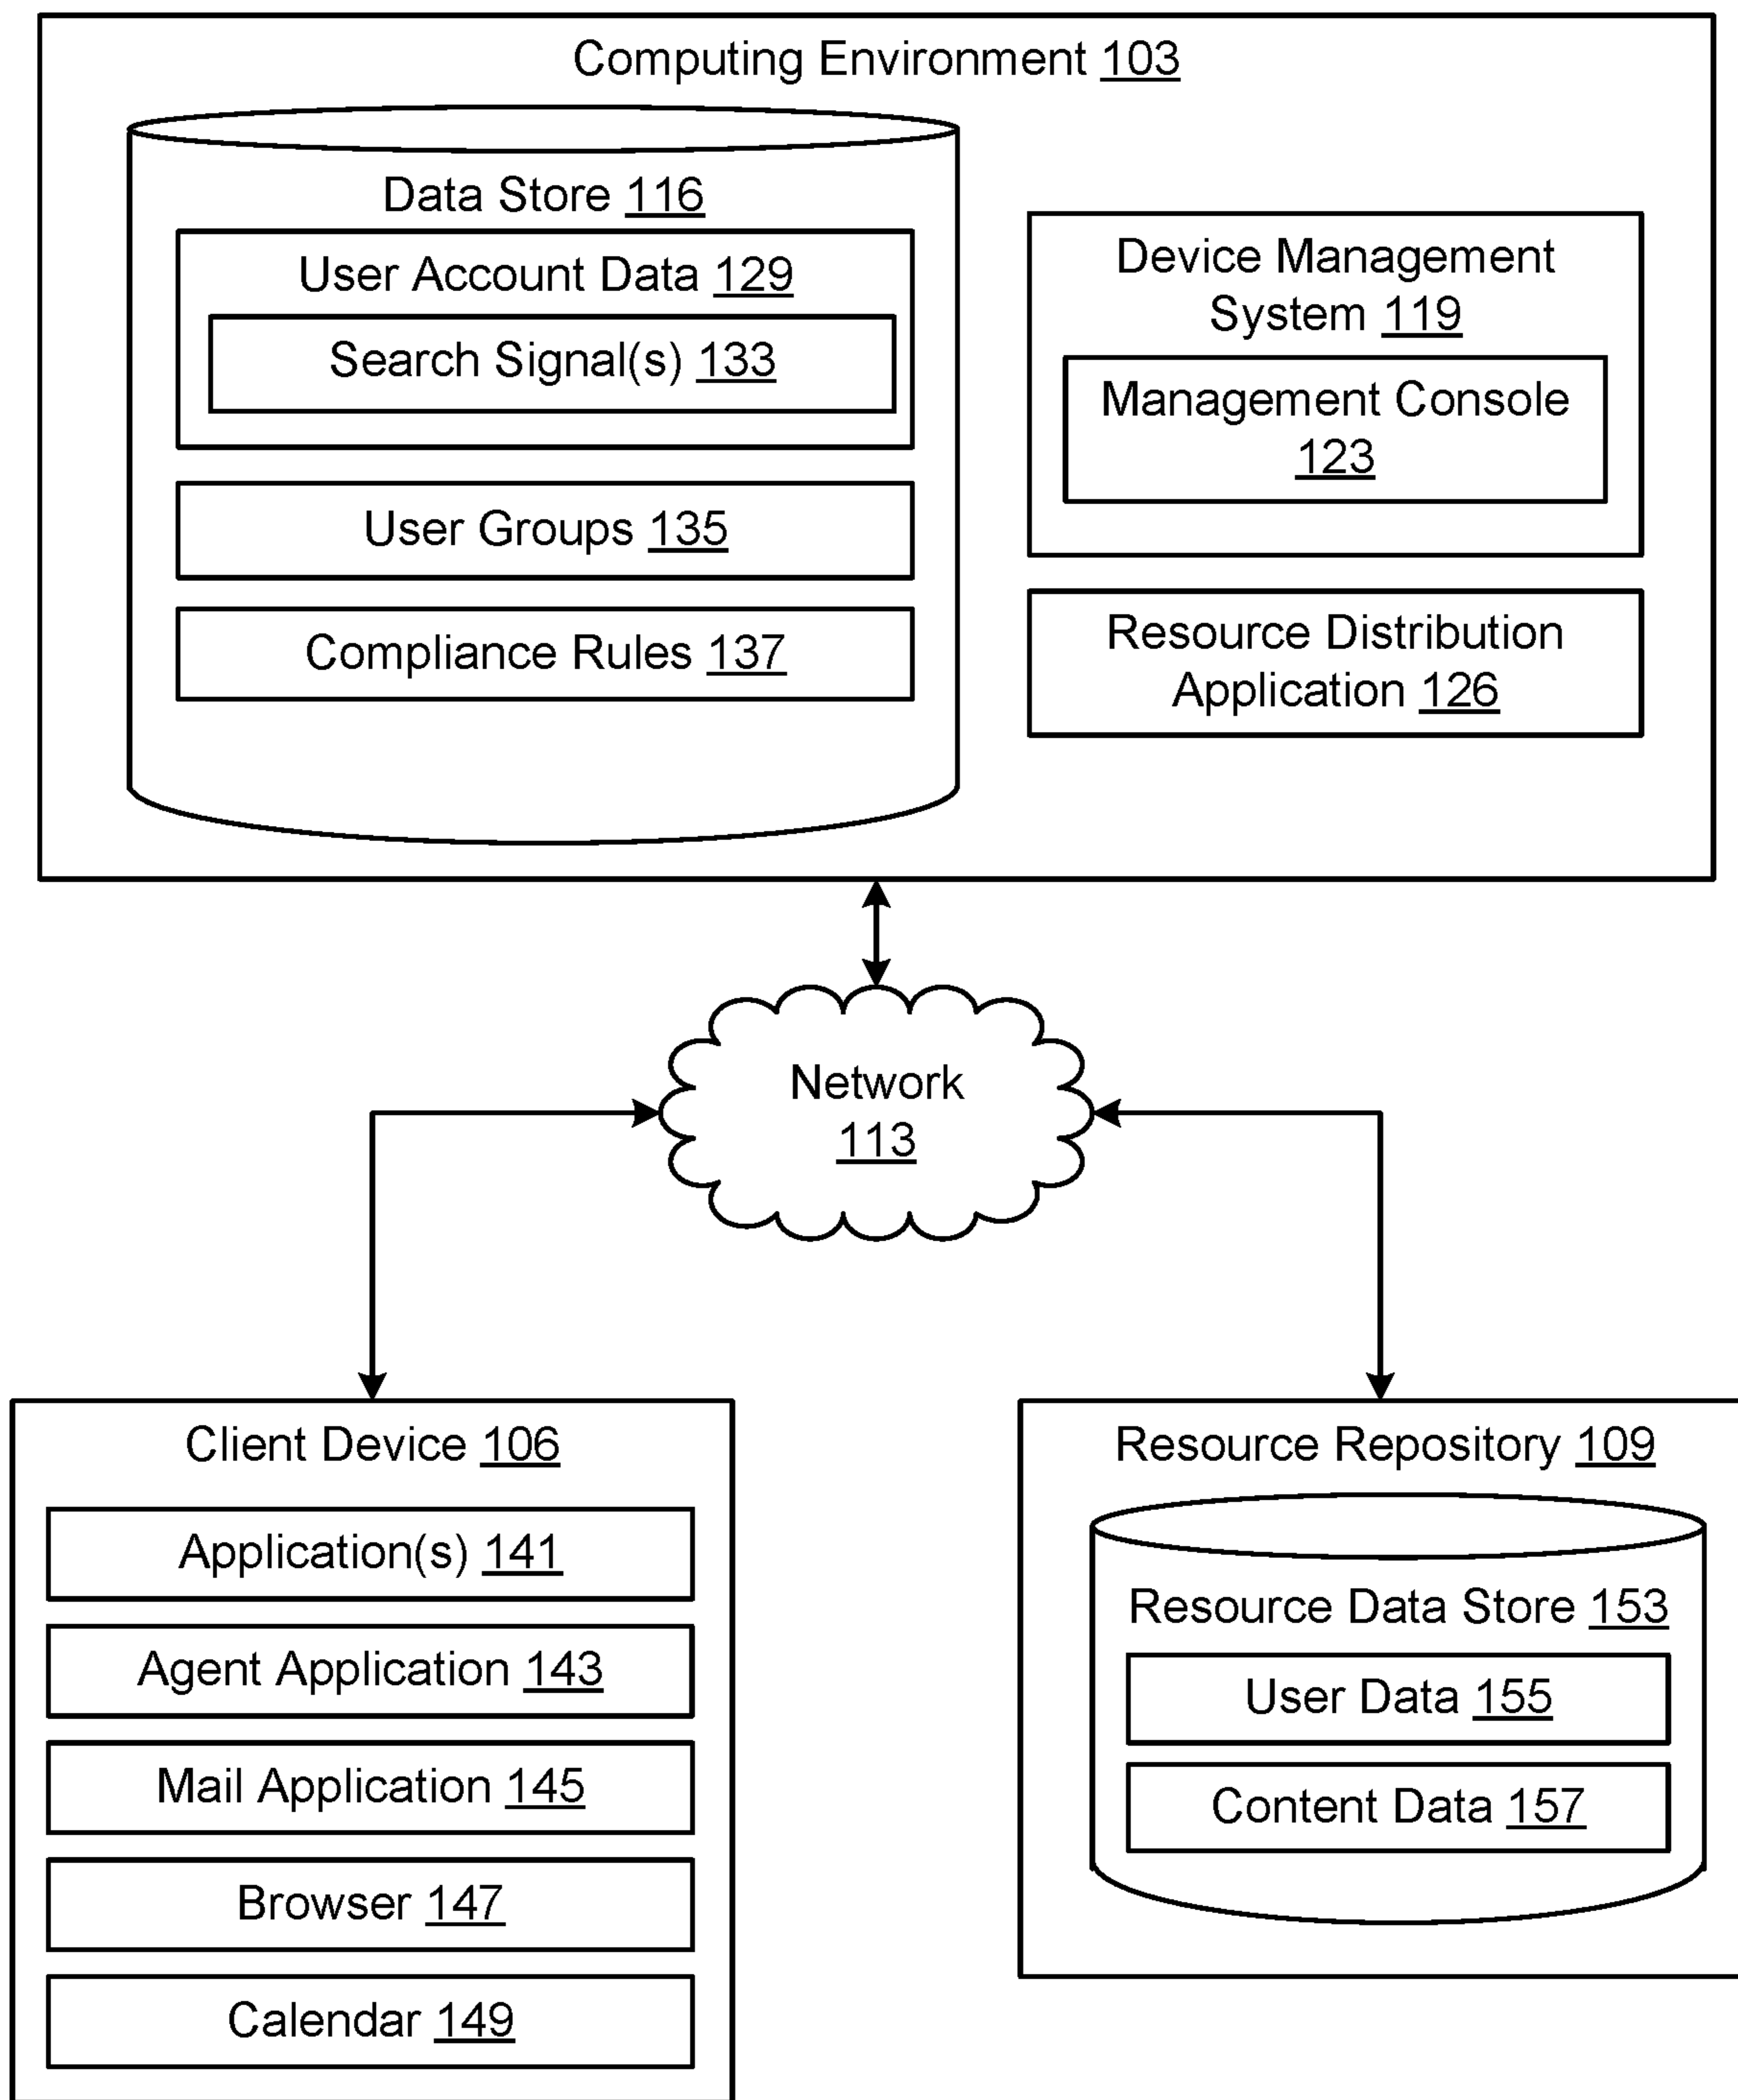 Computing Environment 103
Data Store 116
User Account Data 129
Search Signal(s) 133
User Groups 135
Compliance Rules 137
Device Management
System 119
Management Console
123
Resource Distribution
Application 126
Network
113
Client Device 106
Application(s) 141
Agent Application 143
Mail Application 145
Browser 147
Calendar 149
Resource Repository 109
Resource Data Store 153
User Data 155
Content Data 157